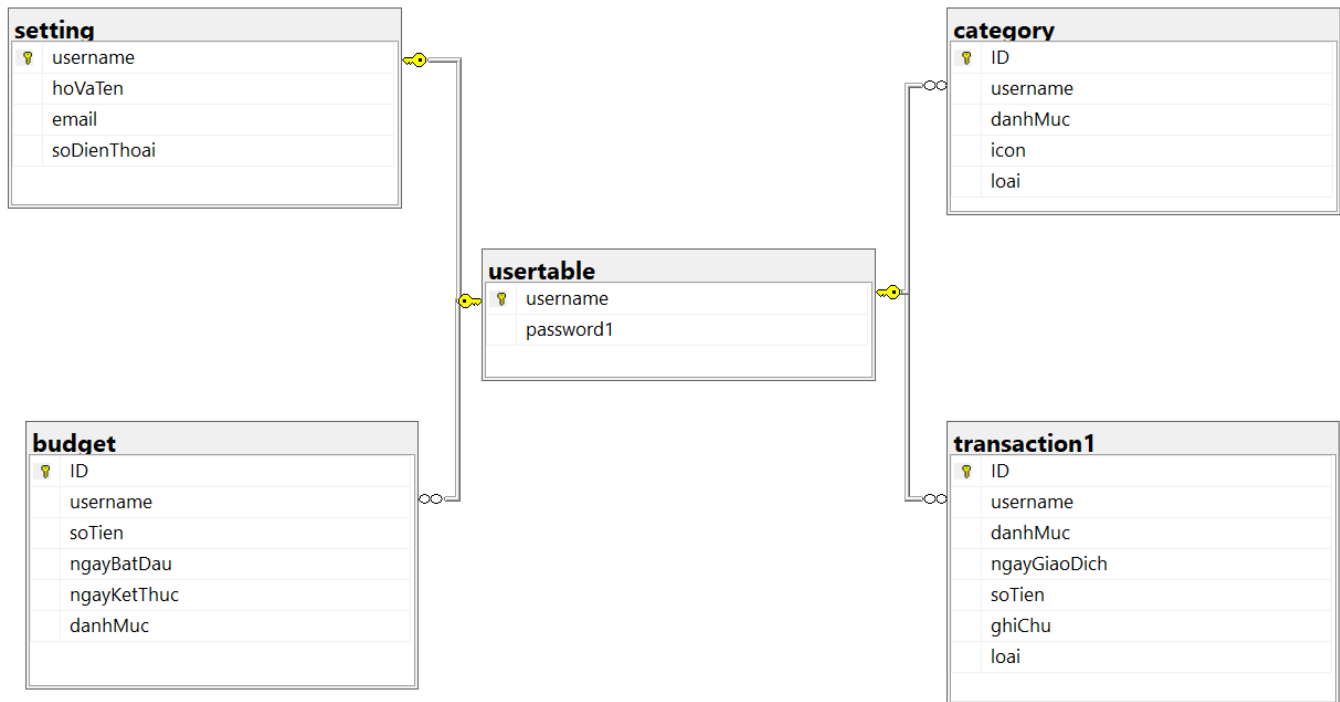 setting
username
hoVaTen
email
soDienThoai
category
ID
username
danhMuc
icon
loai
usertable
username
password1
budget
ID
username
soTien
ngayBatDau
ngayKetThuc
danhMuc
transaction1
ID
username
danhMuc
ngayGiaoDich
soTien
ghiChu
loai